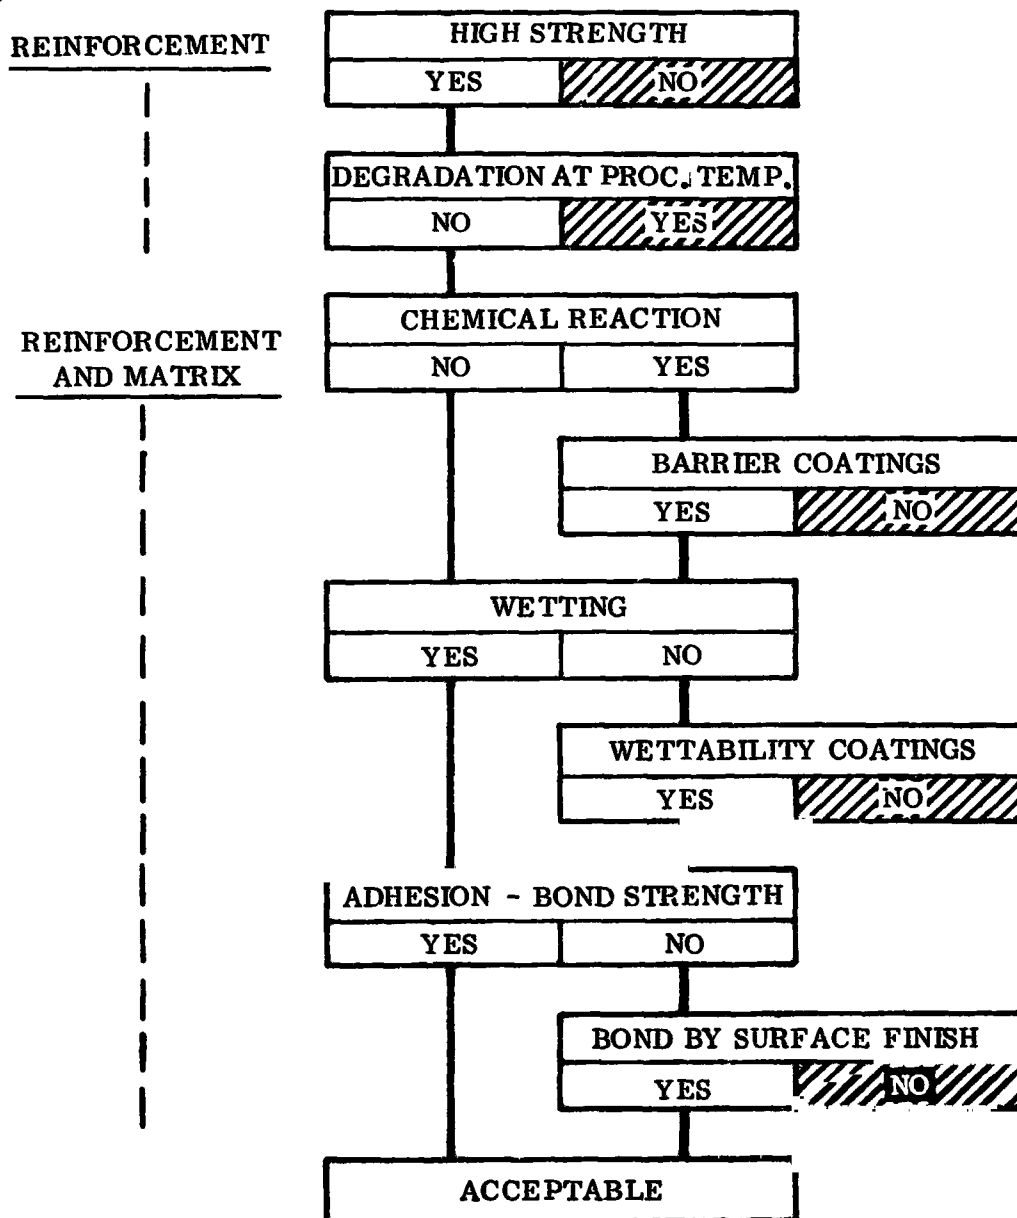 REINFORCEMENT
HIGH STRENGTH
YES NO
DEGRADATION AT PROC. TEMP.
NO YES
REINFORCEMENT
AND MATRIX
CHEMICAL REACTION
NO YES
BARRIER COATINGS
YES NO
WETTING
YES NO
WETTABILITY COATINGS
YES NO
ADHESION - BOND STRENGTH
YES NO
BOND BY SURFACE FINISH
YES NO
ACCEPTABLE